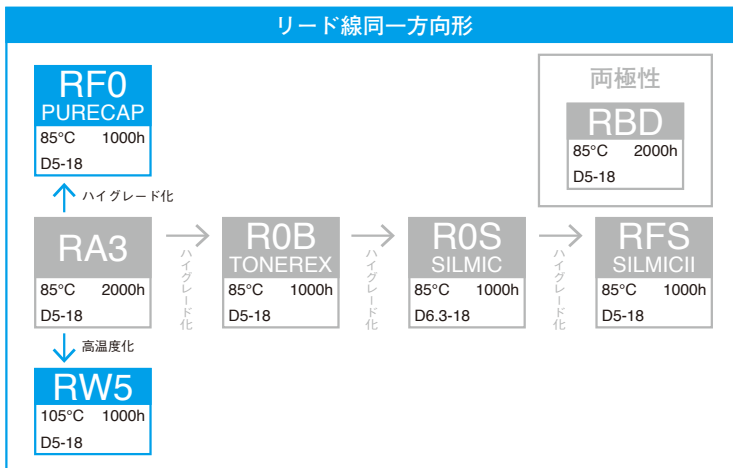 リード線同一方向形
RF0
PURECAP
85°C 1000h
D5-18
両極性
RBD
85°C 2000h
D5-18
ハイグレード化
RA3
85°C 2000h
D5-18
ハイグレード化
R0B
TONEREX
85°C 1000h
D5-18
ハイグレード化
R0S
SILMIC
85°C 1000h
D6.3-18
ハイグレード化
RFS
SILMICII
85°C 1000h
D5-18
高温度化
RW5
105°C 1000h
D5-18